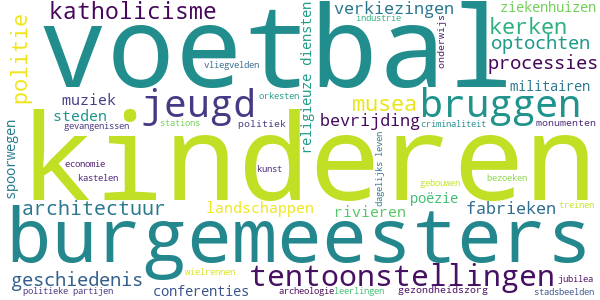 katholicisme
voetbal
verkiezingen
industrie
ziekenhuizen
kerken
onderwijs
optochten
processies
politie
vliegvelden
religieuze diensten
militairen
muziek
jeugd
orkesten
musea
bruggen
steden
bevrijding
gevangenissen
stations
politiek
criminaliteit
monumenten
spoorwegen
kinderen
economie
kastelen
kunst
dagelijks leven
bezoeken
gebouwen
poëzie
treinen
architectuur
landschappen
rivieren
fabrieken
burgemeesters
geschiedenis
wielrennen
tentoonstellingen
jubilea
politieke partijen
conferenties
archeologie
leerlingen
gezondheidszorg
stadsbeelden